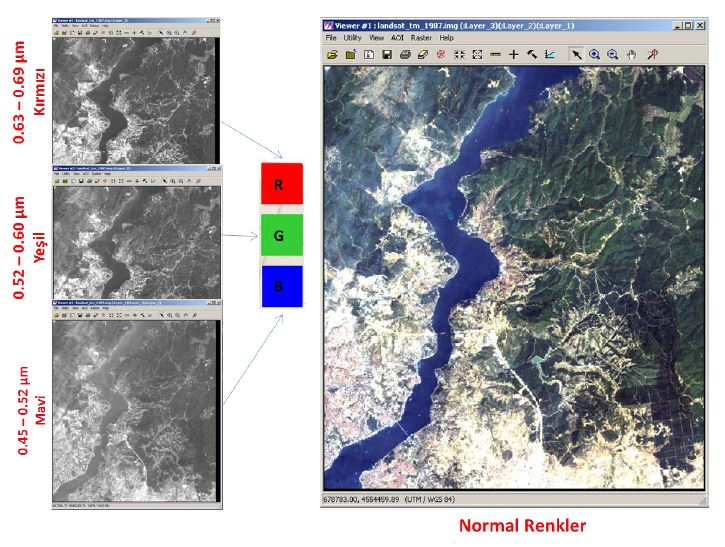 0.63 – 0.69 µm
Kırmızı
0.52 – 0.60 µm
Yeşil
0.45 – 0.52 µm
Mavi
R
G
B
Viewer #1 : landsat_tm_1987.img (:Layer_3)(:Layer_2)(:Layer_1)
File Utility View AOI Raster Help
678783.00, 4554459.89 (UTM / WGS 84)
Normal Renkler